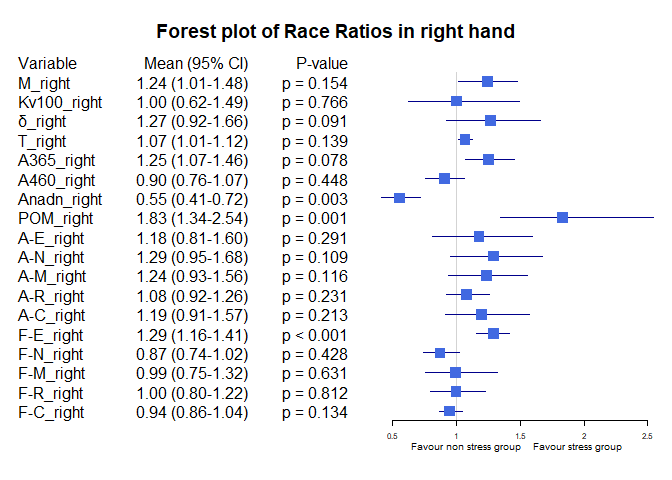 Forest plot of Race Ratios in right hand
Variable Mean (95% CI) P-value
M_right 1.24 (1.01-1.48) p = 0.154
Kv100_right 1.00 (0.62-1.49) p = 0.766
δ_right 1.27 (0.92-1.66) p = 0.091
T_right 1.07 (1.01-1.12) p = 0.139
A365_right 1.25 (1.07-1.46) p = 0.078
A460_right 0.90 (0.76-1.07) p = 0.448
Anadn_right 0.55 (0.41-0.72) p = 0.003
POM_right 1.83 (1.34-2.54) p = 0.001
A-E_right 1.18 (0.81-1.60) p = 0.291
A-N_right 1.29 (0.95-1.68) p = 0.109
A-M_right 1.24 (0.93-1.56) p = 0.116
A-R_right 1.08 (0.92-1.26) p = 0.231
A-C_right 1.19 (0.91-1.57) p = 0.213
F-E_right 1.29 (1.16-1.41) p < 0.001
F-N_right 0.87 (0.74-1.02) p = 0.428
F-M_right 0.99 (0.75-1.32) p = 0.631
F-R_right 1.00 (0.80-1.22) p = 0.812
F-C_right 0.94 (0.86-1.04) p = 0.134
0.5 1 1.5 2 2.5
Favour non stress group Favour stress group